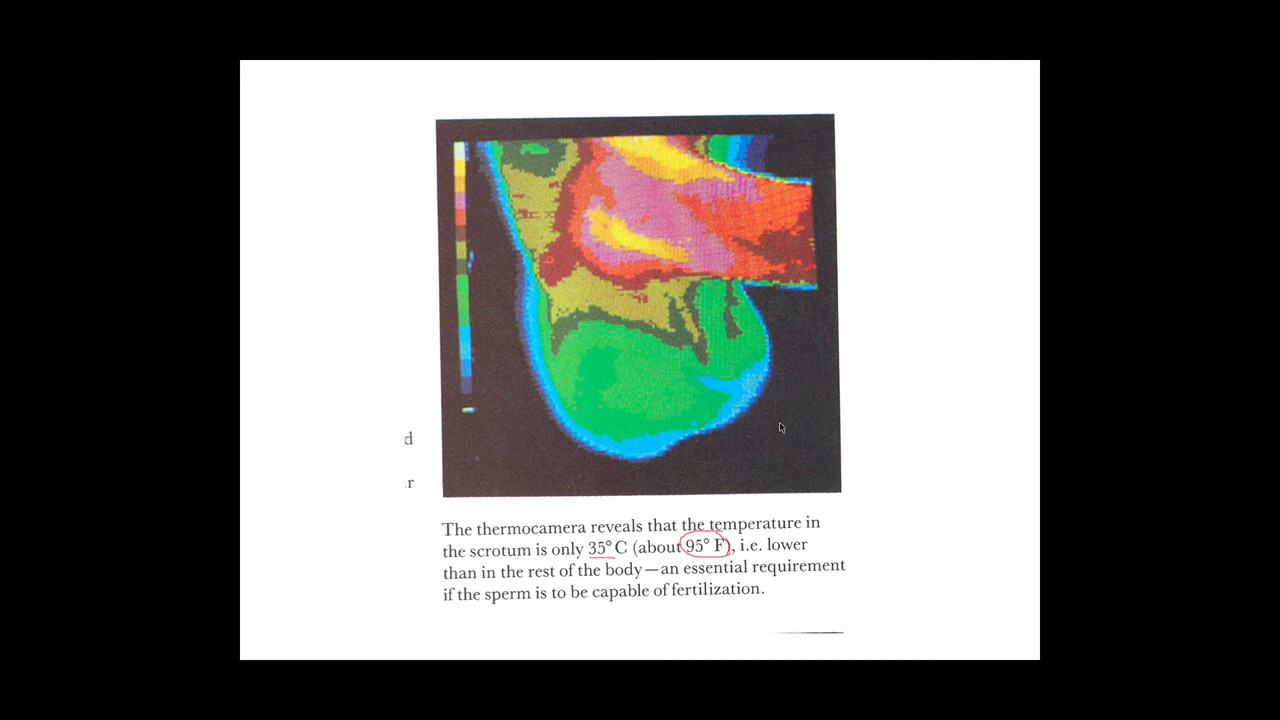 d
r
The thermocamera reveals that the temperature in
the scrotum is only 35° C (about 95° F), i.e. lower
than in the rest of the body—an essential requirement
if the sperm is to be capable of fertilization.